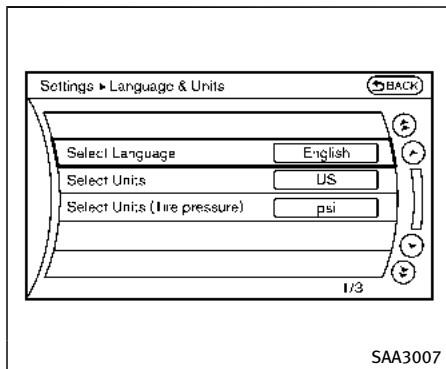 Settings ▸ Language & Units
BACK
Select Language English
Select Units US
Select Units (Tire pressure) psi
1/3
SAA3007